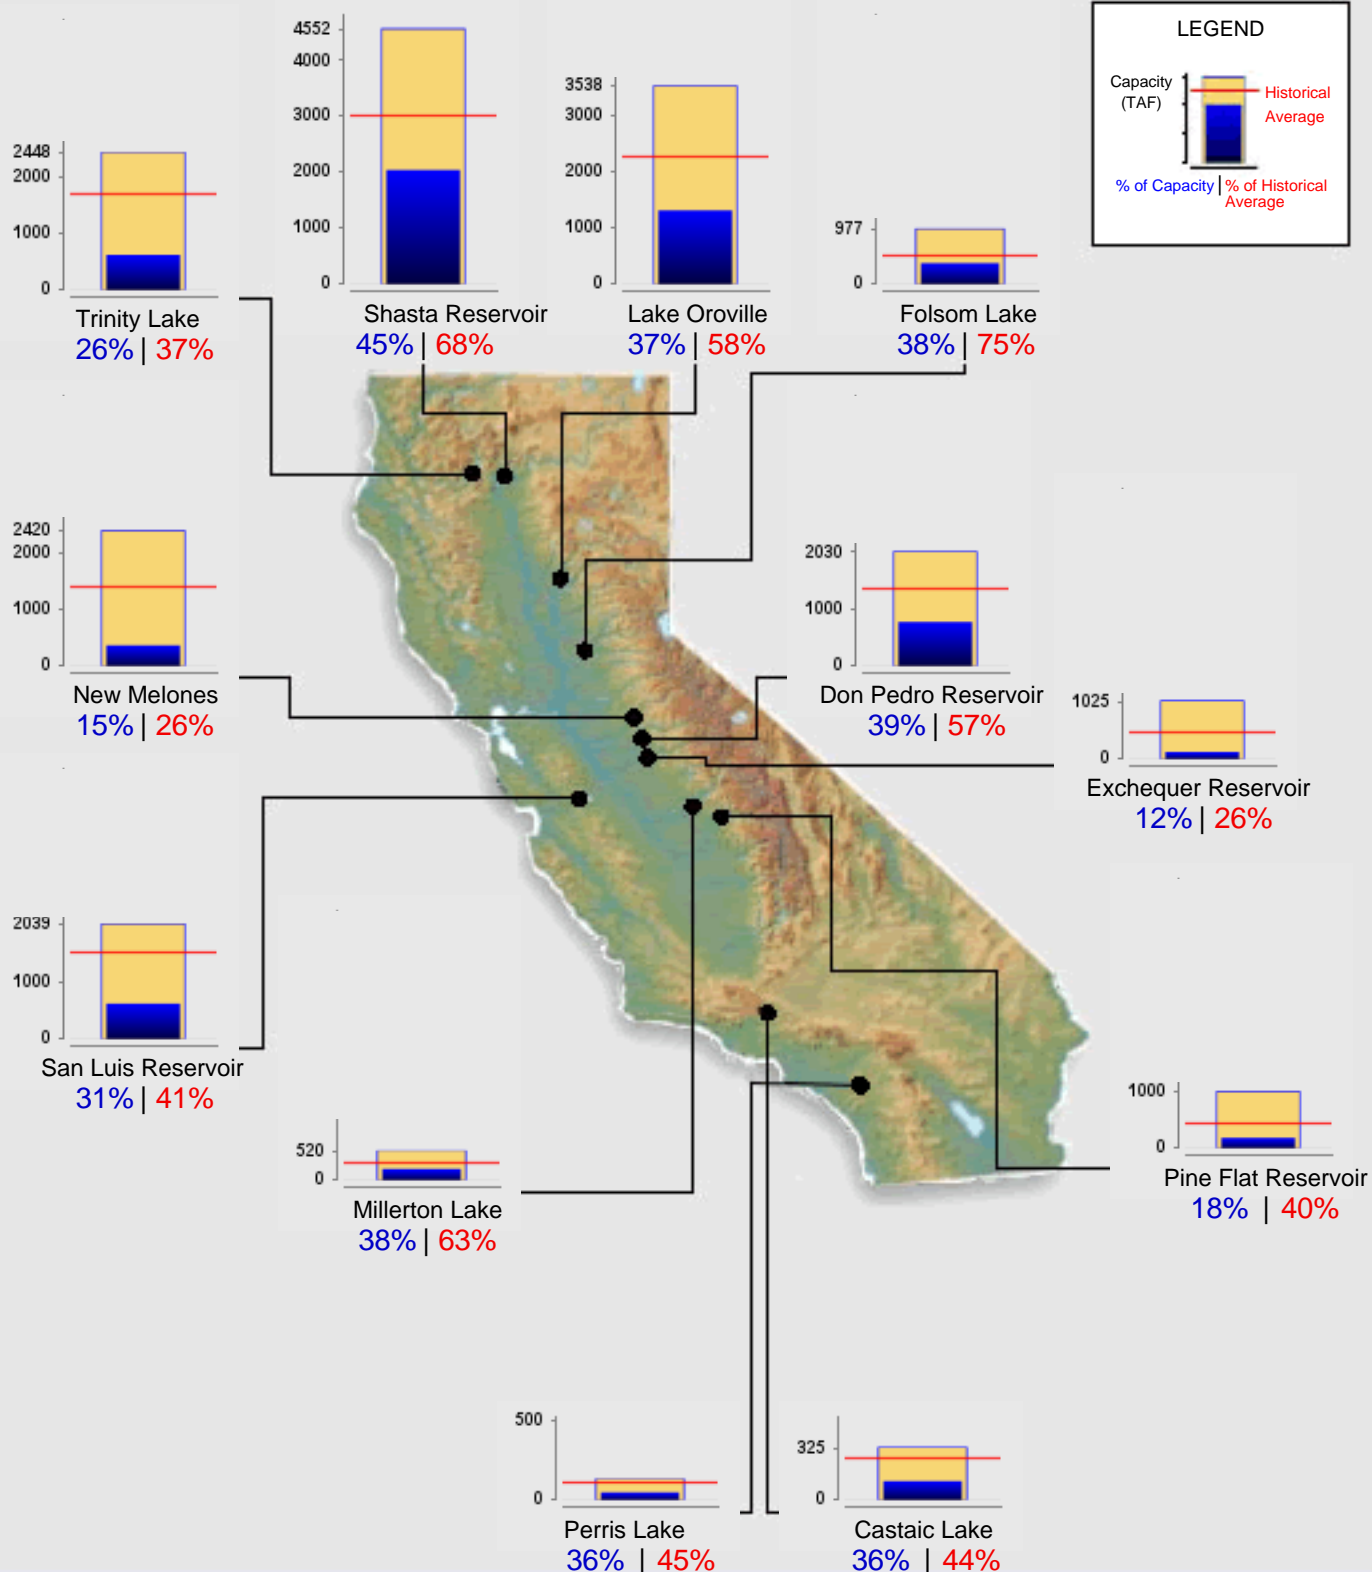 LEGEND
Capacity
(TAF)
Historical
Average
% of Capacity | % of Historical
Average
4552
4000
3000
2000
1000
0
Shasta Reservoir
45% | 68%
3538
3000
2000
1000
0
Lake Oroville
37% | 58%
2448
2000
1000
0
Trinity Lake
26% | 37%
977
0
Folsom Lake
38% | 75%
2420
2000
1000
0
New Melones
15% | 26%
2030
1000
0
Don Pedro Reservoir
39% | 57%
1025
0
Exchequer Reservoir
12% | 26%
2039
1000
0
San Luis Reservoir
31% | 41%
520
0
Millerton Lake
38% | 63%
1000
0
Pine Flat Reservoir
18% | 40%
500
0
Perris Lake
36% | 45%
325
0
Castaic Lake
36% | 44%